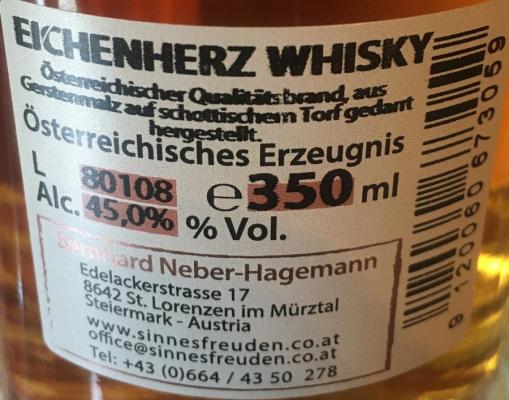 EICHENHERZ WHISKY
Österreichischer Qualitätsbrand, aus
Gerstenmalz auf schottischem Torf gedarrt
hergestellt.
Österreichisches Erzeugnis
L 80108 ℮350 ml
Alc. 45,0% % Vol.
Bernhard Neber-Hagemann
Edelackerstrasse 17
8642 St. Lorenzen im Mürztal
Steiermark - Austria
www.sinnesfreuden.co.at
office@sinnesfreuden.co.at
Tel: +43 (0)664 / 43 50 278
9 120060 673059